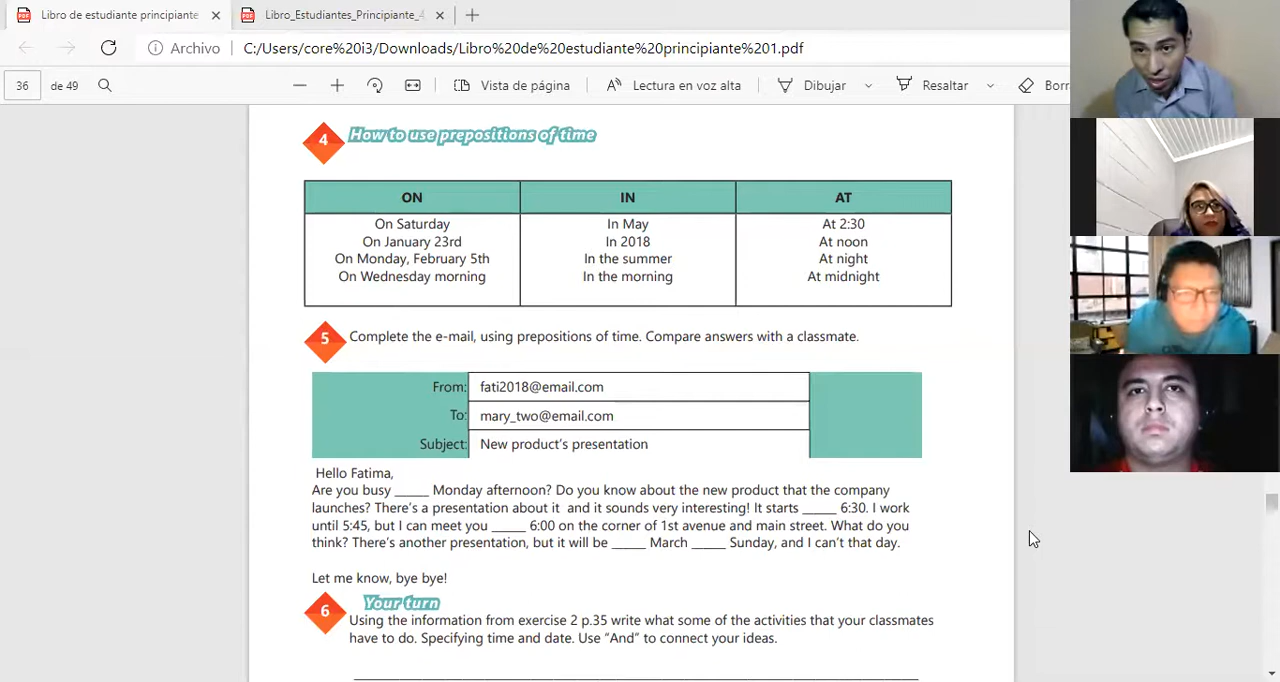 Libro de estudiante principiante
Libro_Estudiantes_Principiante_4
Archivo
C:/Users/core%20i3/Downloads/Libro%20de%20estudiante%20principiante%201.pdf
36
de 49
Vista de página
Lectura en voz alta
Dibujar
Resaltar
Borr
4
How to use prepositions of time
ON IN AT
On Saturday In May At 2:30
On January 23rd In 2018 At noon
On Monday, February 5th In the summer At night
On Wednesday morning In the morning At midnight
5
Complete the e-mail, using prepositions of time. Compare answers with a classmate.
From: fati2018@email.com
To: mary_two@email.com
Subject: New product's presentation
Hello Fatima,
Are you busy _____ Monday afternoon? Do you know about the new product that the company
launches? There's a presentation about it and it sounds very interesting! It starts _____ 6:30. I work
until 5:45, but I can meet you _____ 6:00 on the corner of 1st avenue and main street. What do you
think? There's another presentation, but it will be _____ March _____ Sunday, and I can't that day.
Let me know, bye bye!
6
Your turn
Using the information from exercise 2 p.35 write what some of the activities that your classmates
have to do. Specifying time and date. Use “And” to connect your ideas.